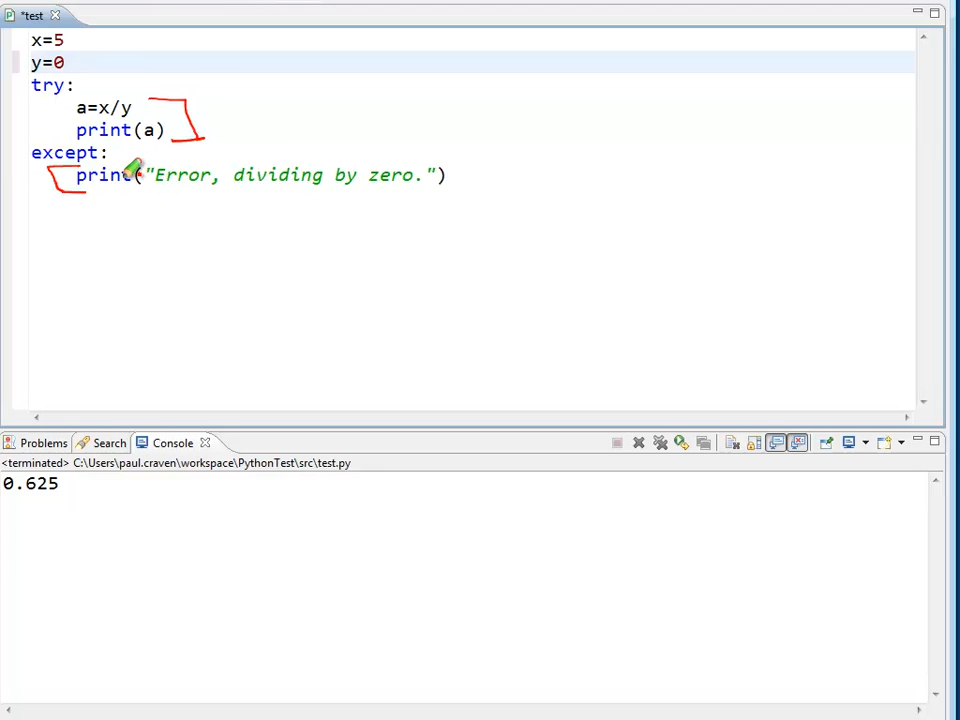 *test
x=5
y=0
try:
a=x/y
print(a)
except:
print("Error, dividing by zero.")
Problems Search Console
<terminated> C:\Users\paul.craven\workspace\PythonTest\src\test.py
0.625